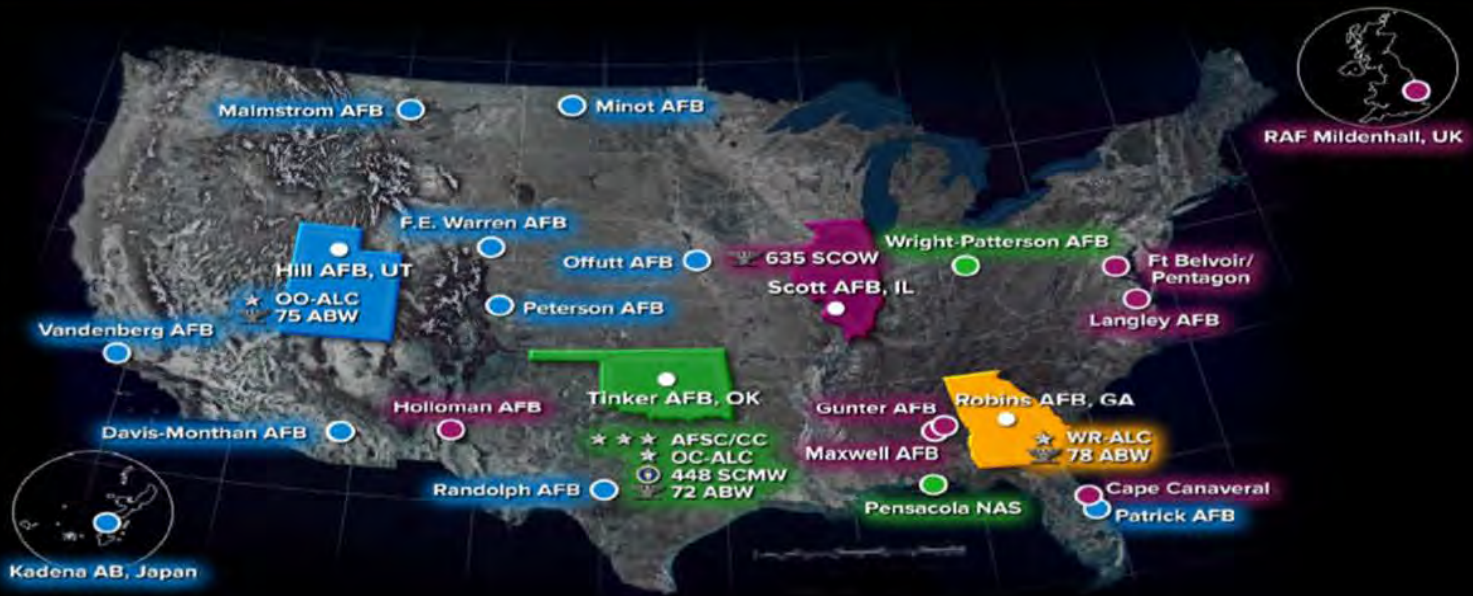 Malmstrom AFB
Minot AFB
RAF Mildenhall, UK
F.E. Warren AFB
Wright-Patterson AFB
Offutt AFB
635 SCOW
Hill AFB, UT
Scott AFB, IL
Ft Belvoir/
Pentagon
OO-ALC
75 ABW
Peterson AFB
Langley AFB
Vandenberg AFB
Tinker AFB, OK
Robins AFB, GA
Holloman AFB
Gunter AFB
Davis-Monthan AFB
AFSC/CC
OC-ALC
448 SCMW
72 ABW
Maxwell AFB
WR-ALC
78 ABW
Randolph AFB
Pensacola NAS
Cape Canaveral
Patrick AFB
Kadena AB, Japan